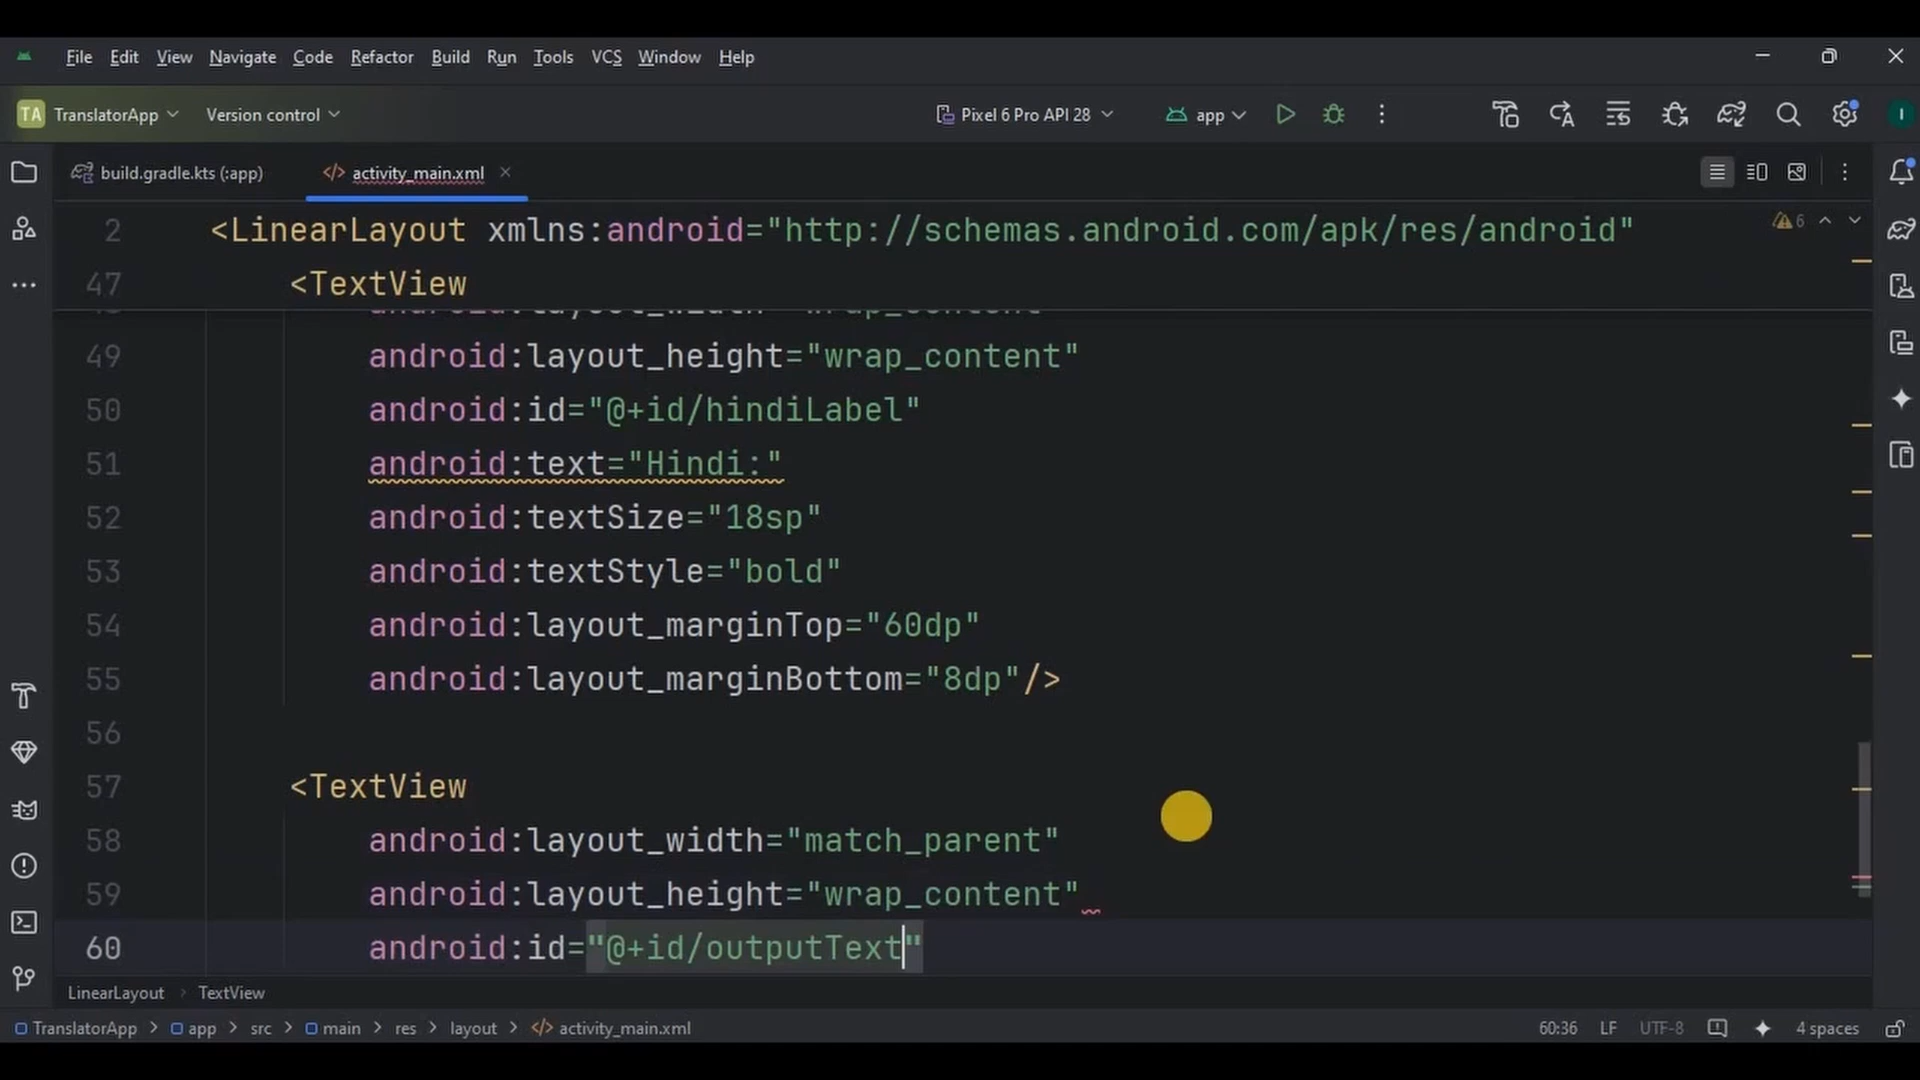 File Edit View Navigate Code Refactor Build Run Tools VCS Window Help
TA TranslatorApp Version control Pixel 6 Pro API 28 app I
build.gradle.kts (:app) activity_main.xml
2 <LinearLayout xmlns:android="http://schemas.android.com/apk/res/android" 6
47 <TextView
android:layout_width="wrap_content"
49 android:layout_height="wrap_content"
50 android:id="@+id/hindiLabel"
51 android:text="Hindi:"
52 android:textSize="18sp"
53 android:textStyle="bold"
54 android:layout_marginTop="60dp"
55 android:layout_marginBottom="8dp"/>
56
57 <TextView
58 android:layout_width="match_parent"
59 android:layout_height="wrap_content"
60 android:id="@+id/outputText"
LinearLayout > TextView
TranslatorApp > app > src > main > res > layout > </> activity_main.xml 60:36 LF UTF-8 4 spaces